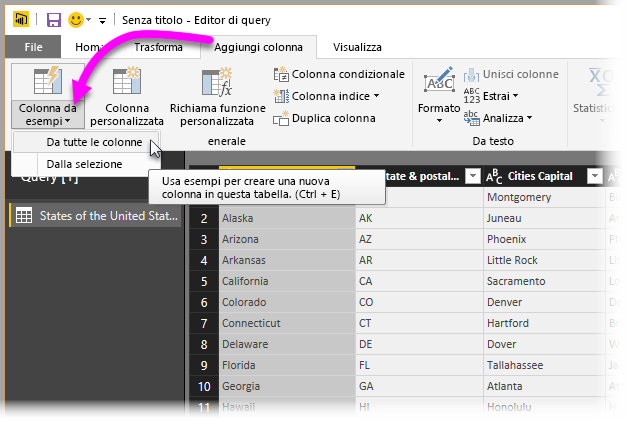 Senza titolo - Editor di query
File
Hom
Trasforma
Aggiungi colonna
Visualizza
Colonna da
esempi
Colonna
personalizzata
Richiama funzione
personalizzata
Colonna condizionale
Colonna indice
Duplica colonna
enerale
Formato
Unisci colonne
Estrai
Analizza
Da testo
Statistic
Da tutte le colonne
Dalla selezione
Query [1]
States of the United Stat...
Usa esempi per creare una nuova
colonna in questa tabella. (Ctrl + E)
tate & postal... Cities Capital
Montgomery
2 Alaska AK Juneau
3 Arizona AZ Phoenix
4 Arkansas AR Little Rock
5 California CA Sacramento
6 Colorado CO Denver
7 Connecticut CT Hartford
8 Delaware DE Dover
9 Florida FL Tallahassee
10 Georgia GA Atlanta
11 Hawaii HI Honolulu